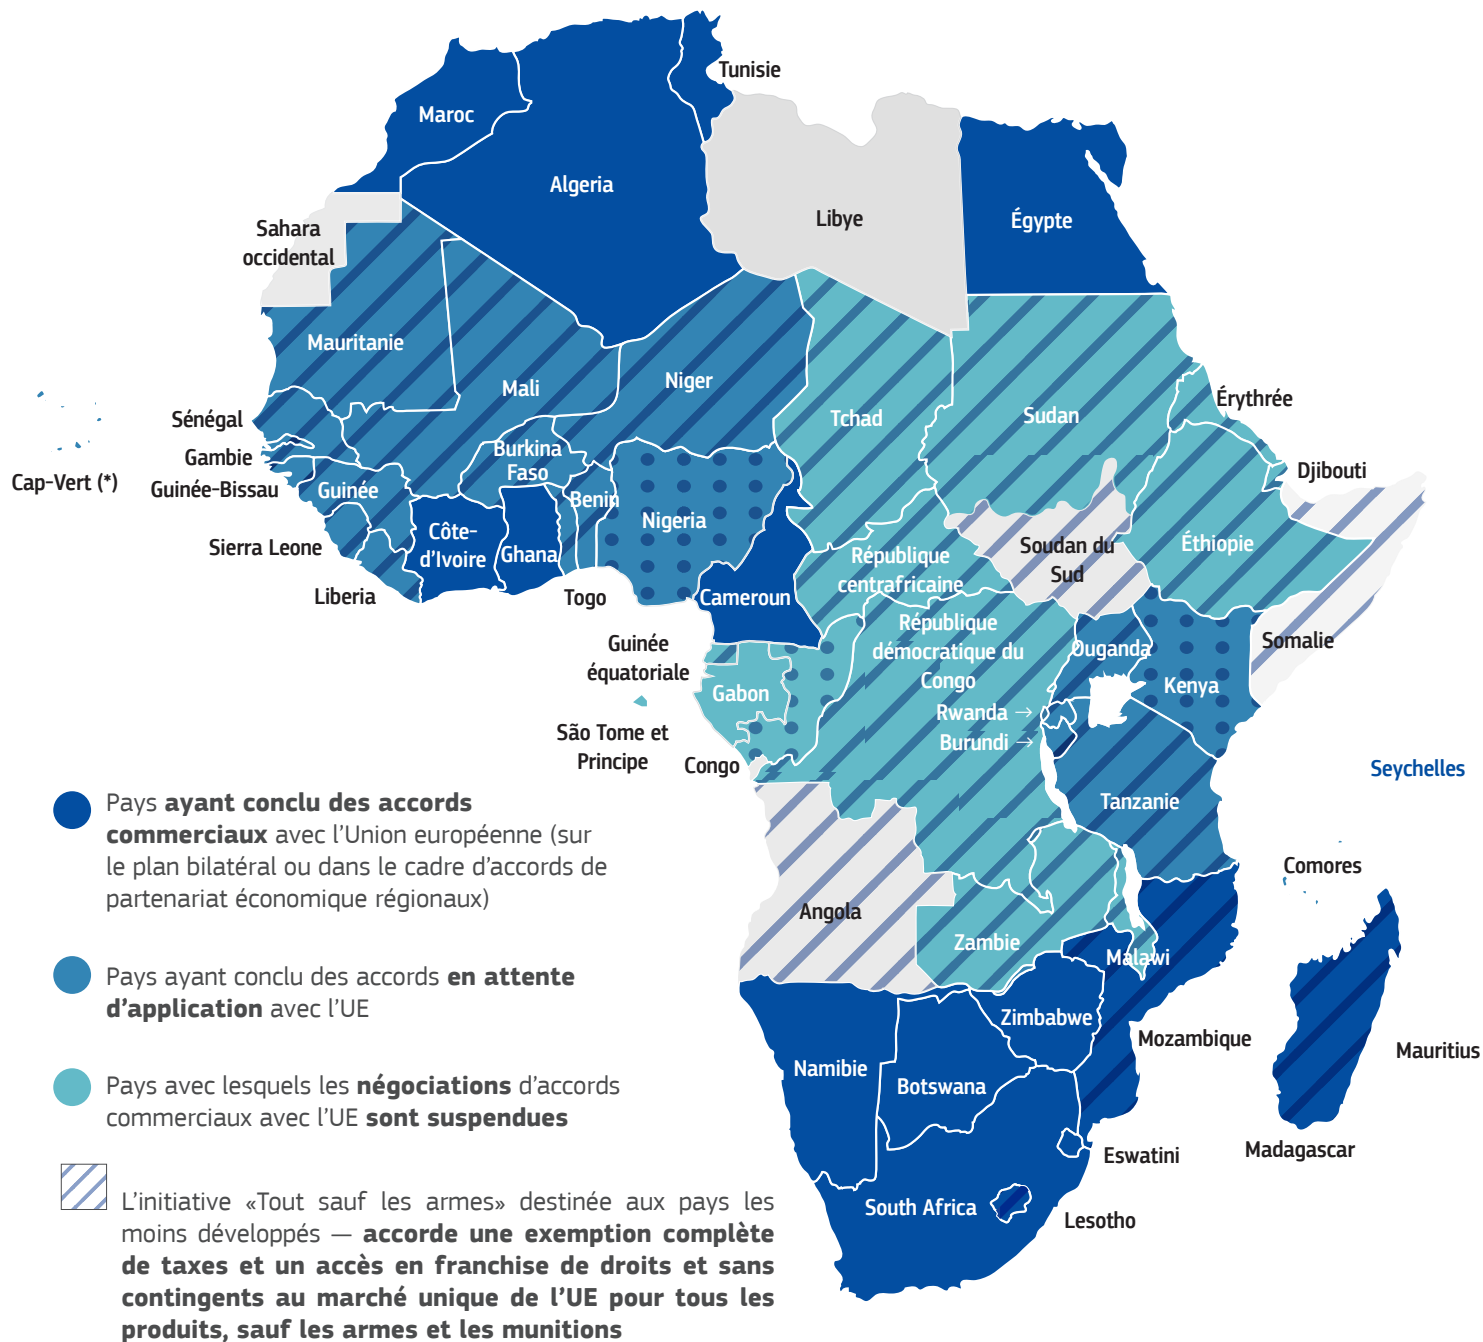 Tunisie
Maroc
Algeria
Libye
Égypte
Sahara
occidental
Mauritanie
Mali
Niger
Tchad
Sudan
Érythrée
Sénégal
Gambie
Cap-Vert (*)
Guinée-Bissau
Guinée
Burkina
Faso
Benin
Nigeria
Djibouti
Sierra Leone
Côte-
d'Ivoire
Ghana
République
centrafricaine
Soudan du
Sud
Éthiopie
Liberia
Togo
Cameroun
Guinée
équatoriale
République
démocratique du
Congo
Ouganda
Somalie
Gabon
Kenya
Rwanda →
Burundi →
São Tome et
Principe
Congo
Seychelles
Tanzanie
Comores
Angola
Zambie
Malawi
Zimbabwe
Mozambique
Mauritius
Namibie
Botswana
Madagascar
Eswatini
South Africa
Lesotho
Pays ayant conclu des accords
commerciaux avec l'Union européenne (sur
le plan bilatéral ou dans le cadre d'accords de
partenariat économique régionaux)
Pays ayant conclu des accords en attente
d'application avec l'UE
Pays avec lesquels les négociations d'accords
commerciaux avec l'UE sont suspendues
L'initiative «Tout sauf les armes» destinée aux pays les
moins développés — accorde une exemption complète
de taxes et un accès en franchise de droits et sans
contingents au marché unique de l'UE pour tous les
produits, sauf les armes et les munitions